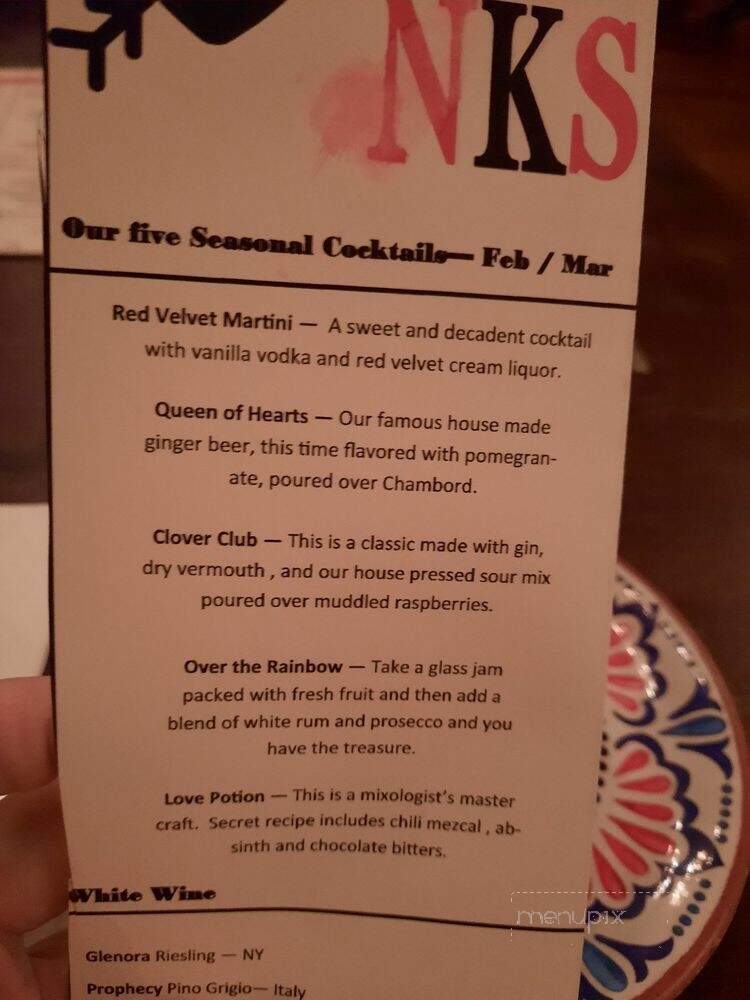 NKS
Our five Seasonal Cocktails— Feb / Mar
Red Velvet Martini — A sweet and decadent cocktail
with vanilla vodka and red velvet cream liquor.
Queen of Hearts — Our famous house made
ginger beer, this time flavored with pomegran-
ate, poured over Chambord.
Clover Club — This is a classic made with gin,
dry vermouth , and our house pressed sour mix
poured over muddled raspberries.
Over the Rainbow — Take a glass jam
packed with fresh fruit and then add a
blend of white rum and prosecco and you
have the treasure.
Love Potion — This is a mixologist's master
craft. Secret recipe includes chili mezcal , ab-
sinth and chocolate bitters.
White Wine
Glenora Riesling — NY
Prophecy Pino Grigio— Italy
menupix